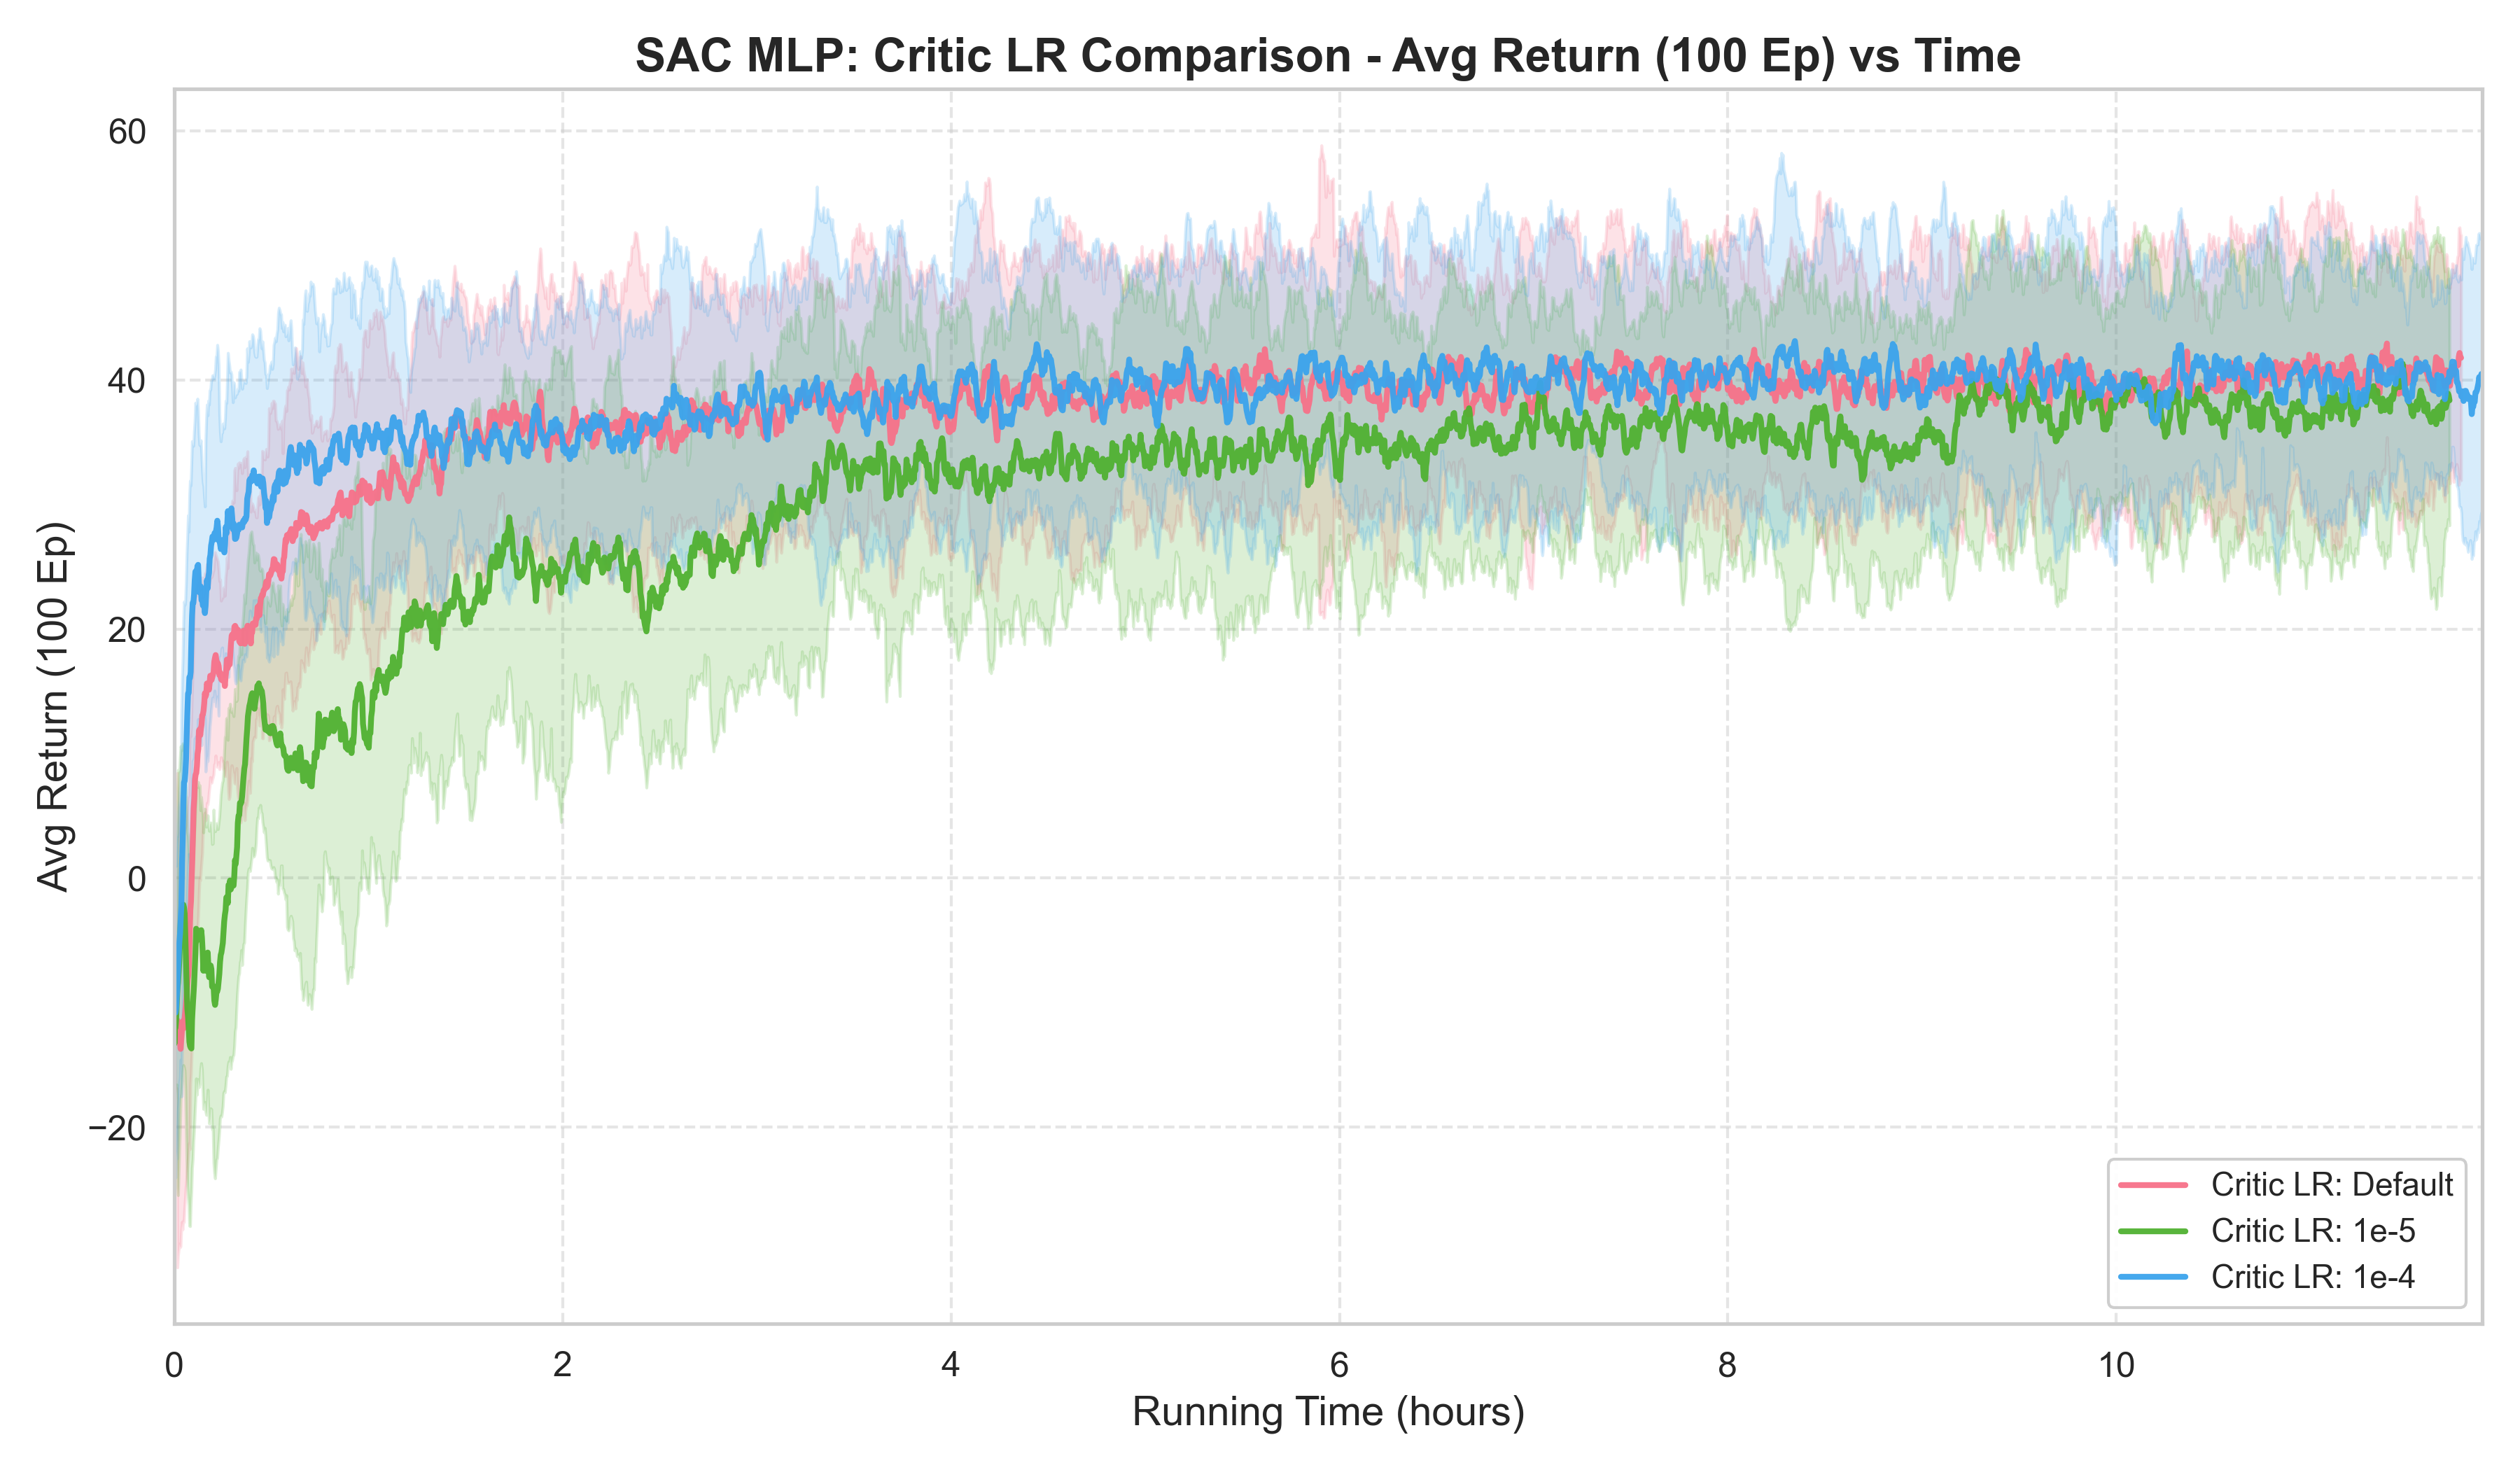 SAC MLP: Critic LR Comparison - Avg Return (100 Ep) vs Time
Avg Return (100 Ep)
60
40
20
0
−20
0 2 4 6 8 10
Running Time (hours)
Critic LR: Default
Critic LR: 1e-5
Critic LR: 1e-4